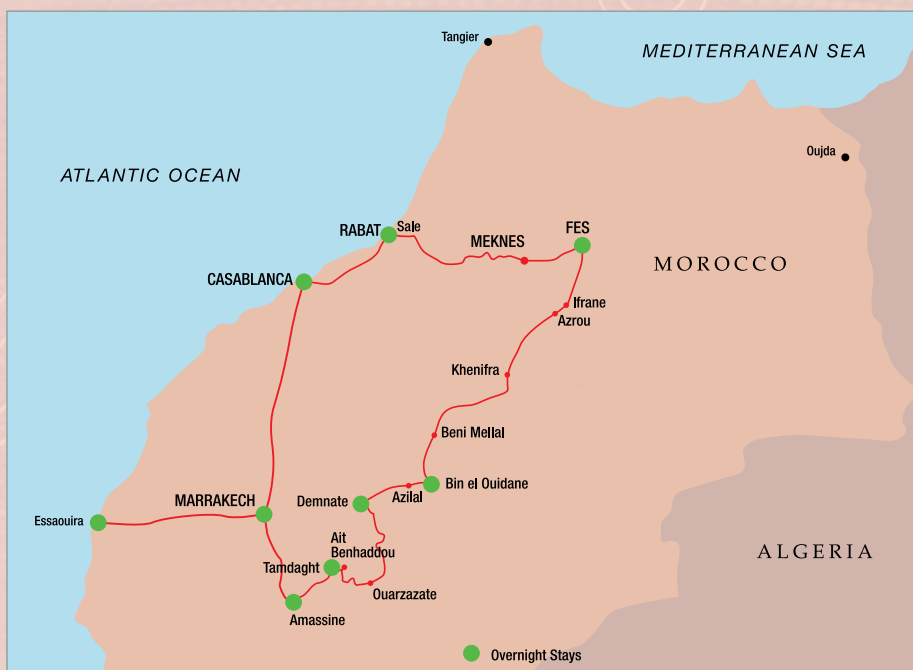 Tangier
MEDITERRANEAN SEA
Oujda
ATLANTIC OCEAN
RABAT
Sale
MEKNES
FES
MOROCCO
CASABLANCA
Ifrane
Azrou
Khenifra
Beni Mellal
Bin el Ouidane
Azilal
Demnate
MARRAKECH
Essaouira
Ait
Benhaddou
Tamdaght
Ouarzazate
Amassine
ALGERIA
Overnight Stays